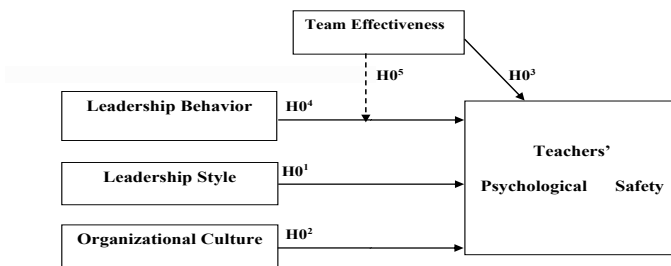 Team Effectiveness
H0⁵
H0³
Leadership Behavior
H0⁴
Teachers’
Psychological Safety
Leadership Style
H0¹
Organizational Culture
H0²